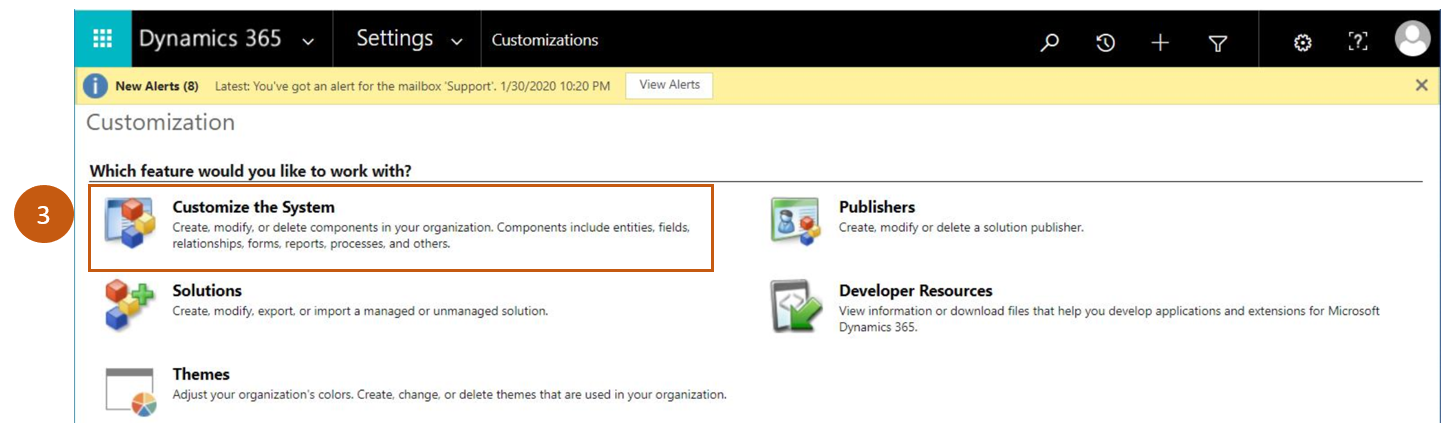 Dynamics 365 Settings Customizations [?]
New Alerts (8) Latest: You've got an alert for the mailbox 'Support'. 1/30/2020 10:20 PM View Alerts
Customization
Which feature would you like to work with?
3
Customize the System
Create, modify, or delete components in your organization. Components include entities, fields,
relationships, forms, reports, processes, and others.
Publishers
Create, modify or delete a solution publisher.
Solutions
Create, modify, export, or import a managed or unmanaged solution.
Developer Resources
View information or download files that help you develop applications and extensions for Microsoft
Dynamics 365.
Themes
Adjust your organization's colors. Create, change, or delete themes that are used in your organization.